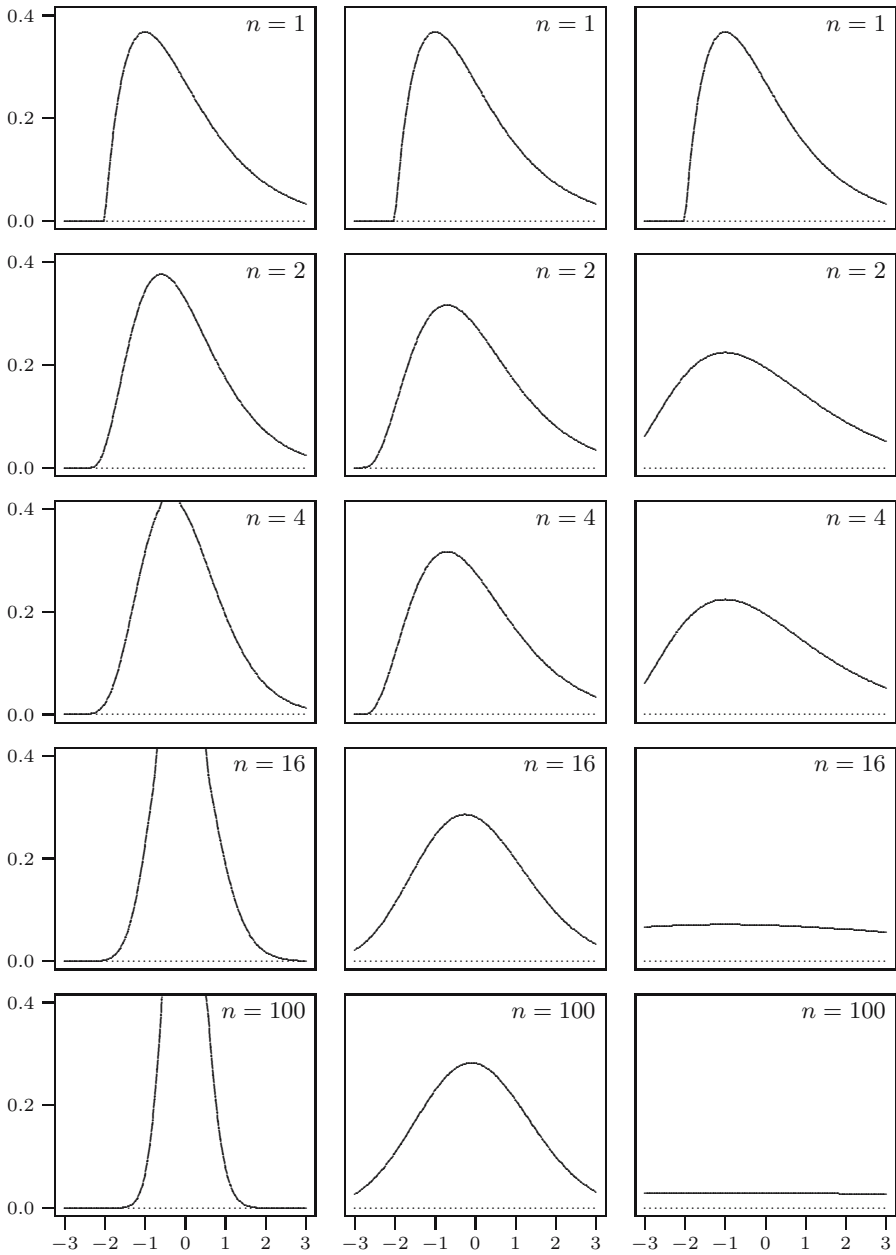 0.4 n = 1 n = 1 n = 1
0.2
0.0
0.4 n = 2 n = 2 n = 2
0.2
0.0
0.4 n = 4 n = 4 n = 4
0.2
0.0
0.4 n = 16 n = 16 n = 16
0.2
0.0
0.4 n = 100 n = 100 n = 100
0.2
0.0
−3 −2 −1 0 1 2 3 −3 −2 −1 0 1 2 3 −3 −2 −1 0 1 2 3